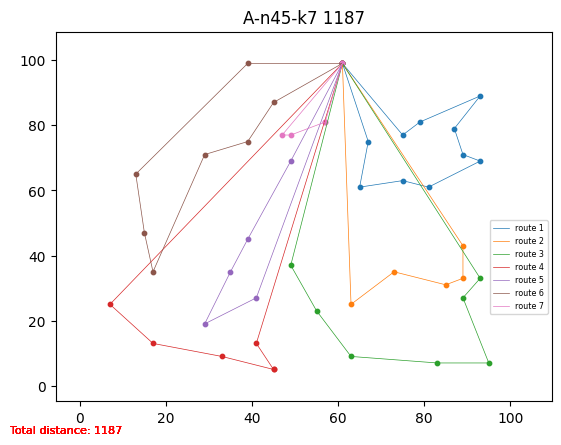 A-n45-k7 1187
100
80
60
40
20
0
route 1
route 2
route 3
route 4
route 5
route 6
route 7
0 20 40 60 80 100
Total distance: 1187